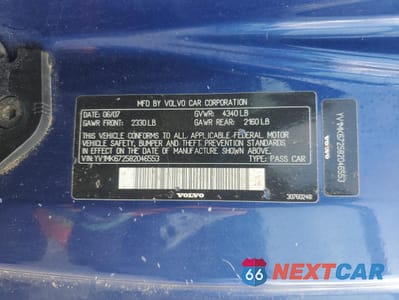 MFD. BY VOLVO CAR CORPORATION
DATE: 06/07 GVWR: 4340 LB
GAWR FRONT: 2330 LB GAWR REAR: 2160 LB
THIS VEHICLE CONFORMS TO ALL APPLICABLE FEDERAL MOTOR
VEHICLE SAFETY, BUMPER AND THEFT PREVENTION STANDARDS
IN EFFECT ON THE DATE OF MANUFACTURE SHOWN ABOVE.
VIN: YV1MK672582046553 TYPE: PASS CAR
VOLVO
30760248
YV1MK672582046553
66 NEXTCAR